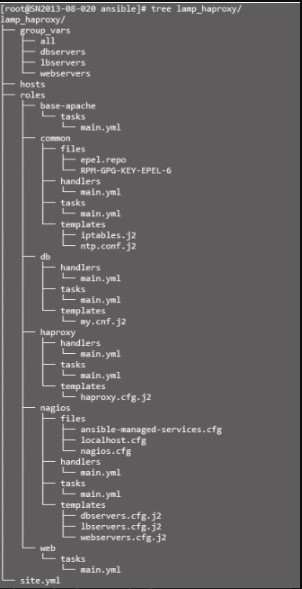 [root@SN2013-08-020 ansible]# tree lamp_haproxy/
lamp_haproxy/
├── group_vars
│   ├── all
│   ├── dbservers
│   ├── lbservers
│   └── webservers
├── hosts
├── roles
│   ├── base-apache
│   │   └── tasks
│   │       └── main.yml
│   ├── common
│   │   ├── files
│   │   │   ├── epel.repo
│   │   │   └── RPM-GPG-KEY-EPEL-6
│   │   ├── handlers
│   │   │   └── main.yml
│   │   ├── tasks
│   │   │   └── main.yml
│   │   └── templates
│   │       ├── iptables.j2
│   │       └── ntp.conf.j2
│   ├── db
│   │   ├── handlers
│   │   │   └── main.yml
│   │   ├── tasks
│   │   │   └── main.yml
│   │   └── templates
│   │       └── my.cnf.j2
│   ├── haproxy
│   │   ├── handlers
│   │   │   └── main.yml
│   │   ├── tasks
│   │   │   └── main.yml
│   │   └── templates
│   │       └── haproxy.cfg.j2
│   ├── nagios
│   │   ├── files
│   │   │   ├── ansible-managed-services.cfg
│   │   │   ├── localhost.cfg
│   │   │   └── nagios.cfg
│   │   ├── handlers
│   │   │   └── main.yml
│   │   ├── tasks
│   │   │   └── main.yml
│   │   └── templates
│   │       ├── dbservers.cfg.j2
│   │       ├── lbservers.cfg.j2
│   │       └── webservers.cfg.j2
│   └── web
│       └── tasks
│           └── main.yml
└── site.yml